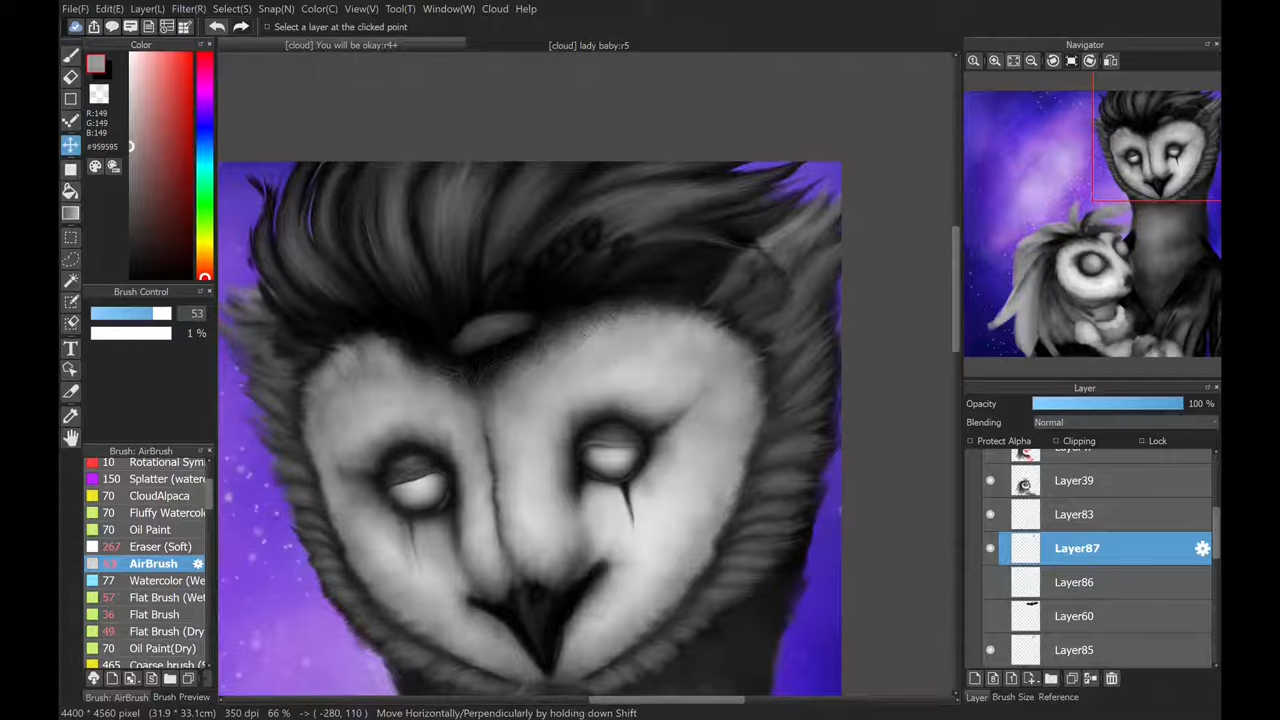 File(F) Edit(E) Layer(L) Filter(R) Select(S) Snap(N) Color(C) View(V) Tool(T) Window(W) Cloud Help
Select a layer at the clicked point
Color
[cloud] You will be okay:r4+
[cloud] lady baby:r5
Navigator
R:149
G:149
B:149
#959595
Brush Control
53
1 %
Brush: AirBrush
10 Rotational Sym
150 Splatter (waterc
70 CloudAlpaca
70 Fluffy Watercolo
70 Oil Paint
267 Eraser (Soft)
53 AirBrush
77 Watercolor (We
57 Flat Brush (Wet
36 Flat Brush
49 Flat Brush (Dry
70 Oil Paint(Dry)
465 Coarse brush (S
Brush: AirBrush Brush Preview
Layer
Opacity 100 %
Blending Normal
Protect Alpha Clipping Lock
Layer39
Layer83
Layer87
Layer86
Layer60
Layer85
Layer Brush Size Reference
4400 * 4560 pixel (31.9 * 33.1cm) 350 dpi 66 % -> ( -280, 110 ) Move Horizontally/Perpendicularly by holding down Shift